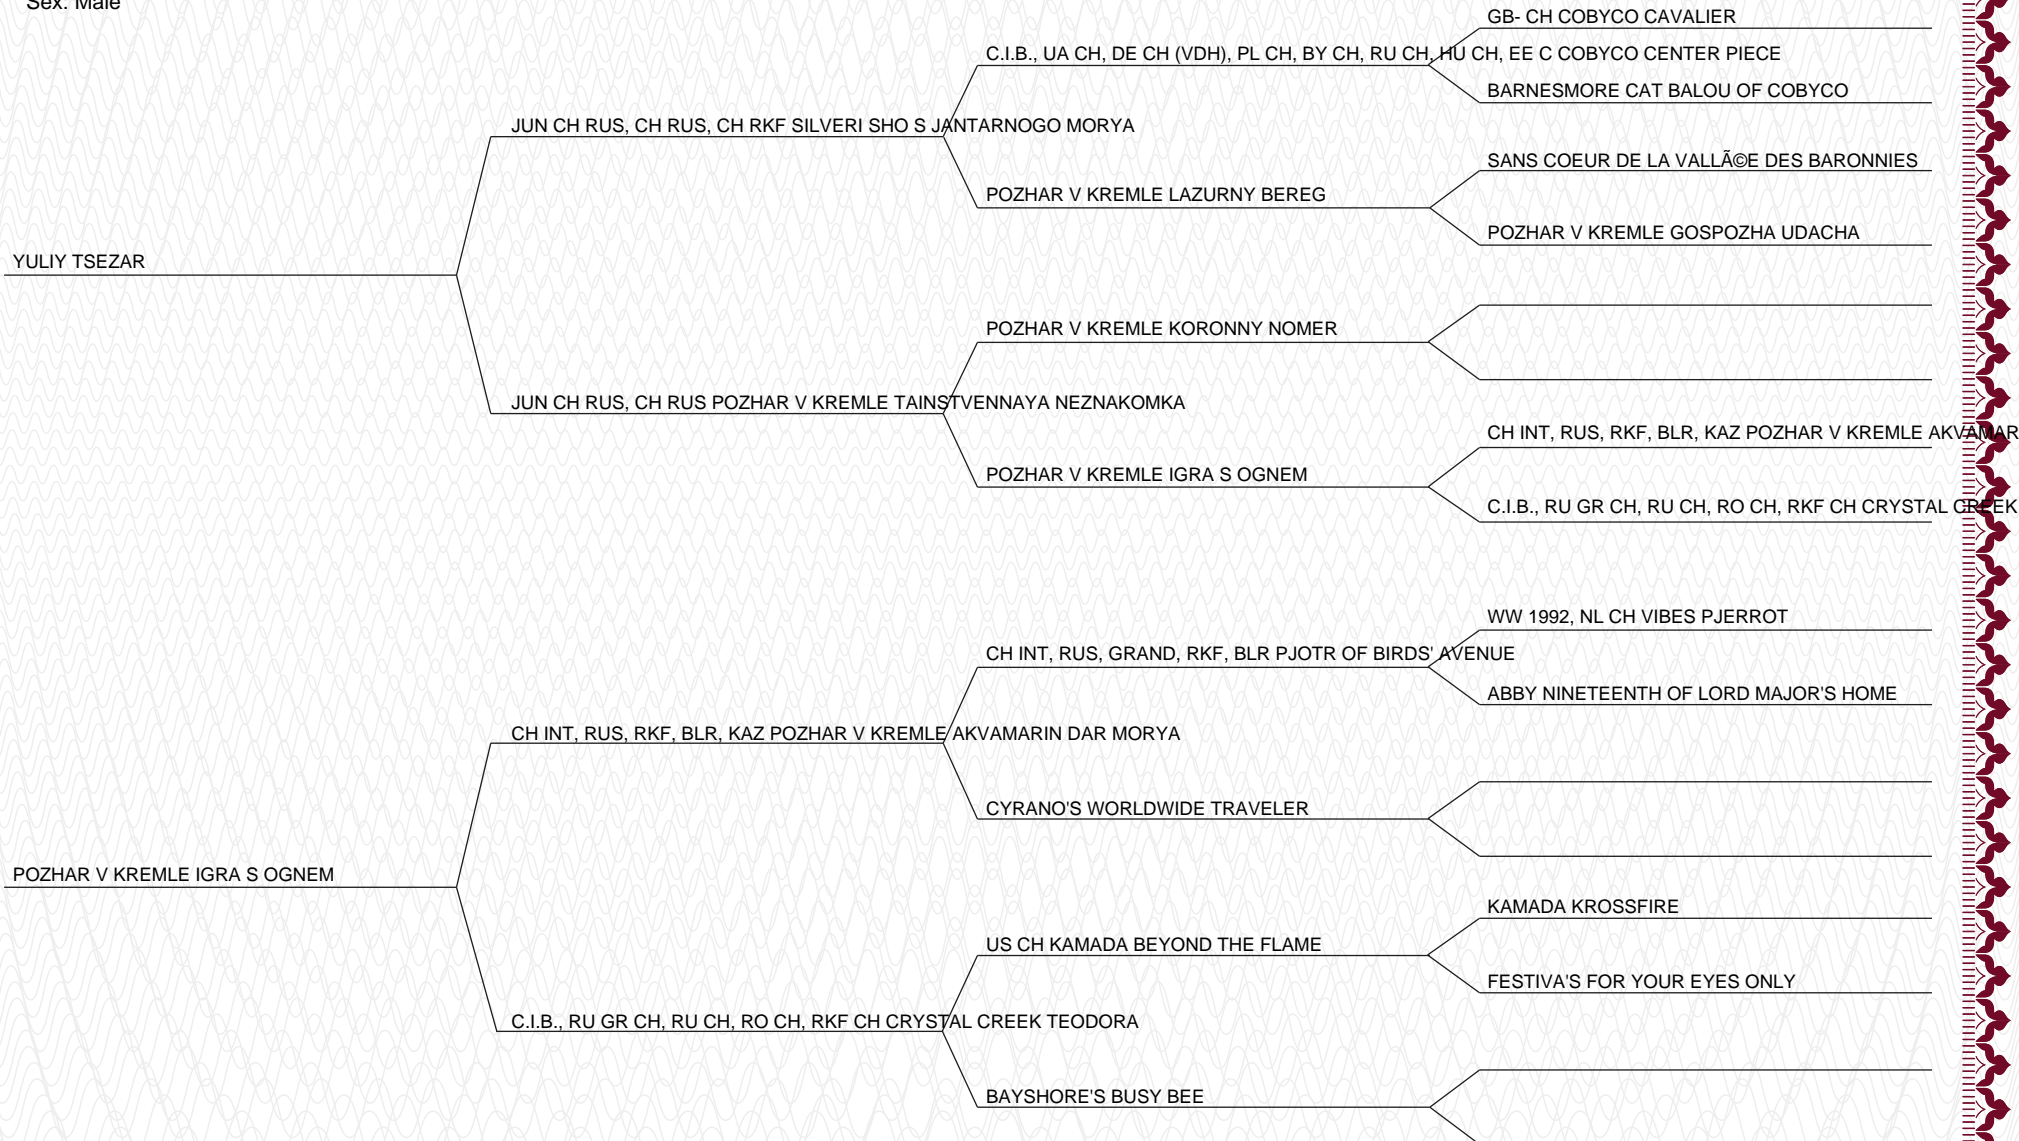 Sex: Male
GB- CH COBYCO CAVALIER
C.I.B., UA CH, DE CH (VDH), PL CH, BY CH, RU CH, HU CH, EE C COBYCO CENTER PIECE
BARNESMORE CAT BALOU OF COBYCO
JUN CH RUS, CH RUS, CH RKF SILVERI SHO S JANTARNOGO MORYA
SANS COEUR DE LA VALLÃ©E DES BARONNIES
POZHAR V KREMLE LAZURNY BEREG
POZHAR V KREMLE GOSPOZHA UDACHA
YULIY TSEZAR
POZHAR V KREMLE KORONNY NOMER
JUN CH RUS, CH RUS POZHAR V KREMLE TAINSTVENNAYA NEZNAKOMKA
CH INT, RUS, RKF, BLR, KAZ POZHAR V KREMLE AKVAMAR
POZHAR V KREMLE IGRA S OGNEM
C.I.B., RU GR CH, RU CH, RO CH, RKF CH CRYSTAL CREEK
WW 1992, NL CH VIBES PJERROT
CH INT, RUS, GRAND, RKF, BLR PJOTR OF BIRDS' AVENUE
ABBY NINETEENTH OF LORD MAJOR'S HOME
CH INT, RUS, RKF, BLR, KAZ POZHAR V KREMLE AKVAMARIN DAR MORYA
CYRANO'S WORLDWIDE TRAVELER
POZHAR V KREMLE IGRA S OGNEM
KAMADA KROSSFIRE
US CH KAMADA BEYOND THE FLAME
FESTIVA'S FOR YOUR EYES ONLY
C.I.B., RU GR CH, RU CH, RO CH, RKF CH CRYSTAL CREEK TEODORA
BAYSHORE'S BUSY BEE